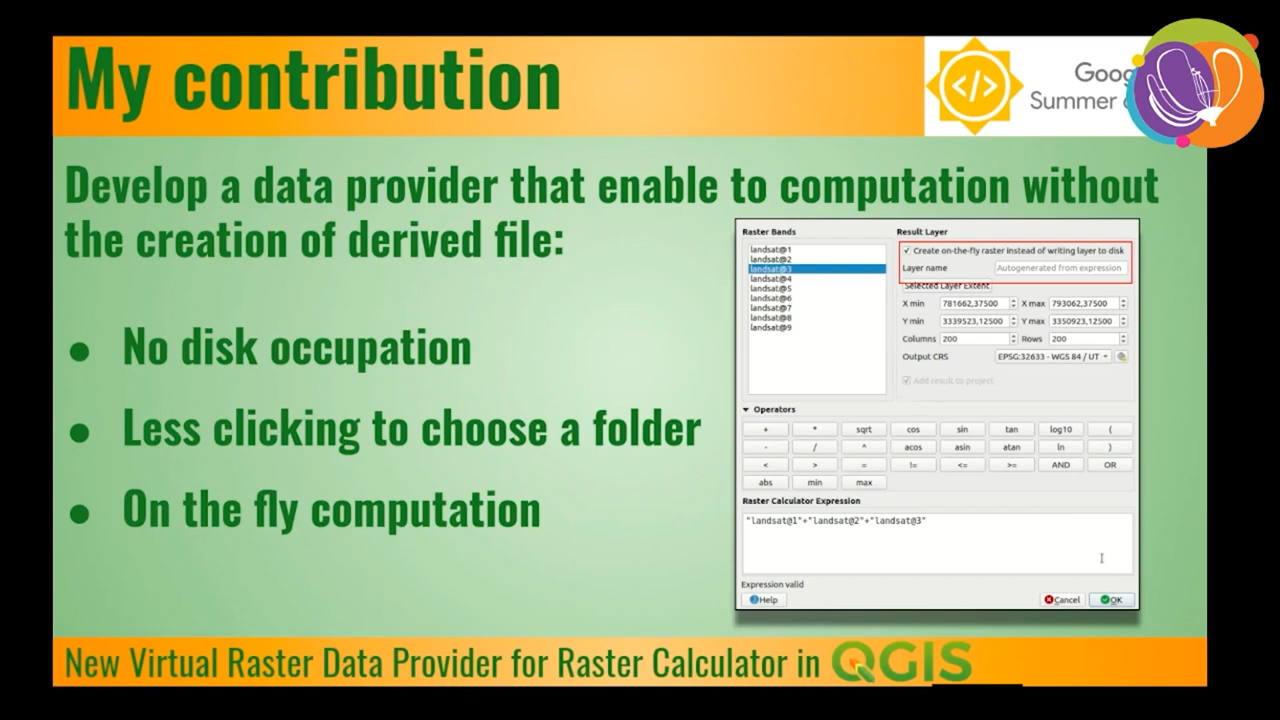 My contribution
Goog
Summer
Develop a data provider that enable to computation without
the creation of derived file:
• No disk occupation
• Less clicking to choose a folder
• On the fly computation
Raster Bands
landsat@1
landsat@2
landsat@3
landsat@4
landsat@5
landsat@6
landsat@7
landsat@8
landsat@9
Result Layer
Create on-the-fly raster instead of writing layer to disk
Layer name Autogenerated from expression
Selected Layer Extent
X min 781662,37500 X max 793062,37500
Y min 3339523,12500 Y max 3350923,12500
Columns 200 Rows 200
Output CRS EPSG:32633 - WGS 84 / UT
Add result to project
Operators
+ * sqrt cos sin tan log10 (
- / ^ acos asin atan ln )
< > = != <= >= AND OR
abs min max
Raster Calculator Expression
"landsat@1"+"landsat@2"+"landsat@3"
Expression valid
Help Cancel OK
New Virtual Raster Data Provider for Raster Calculator in QGIS